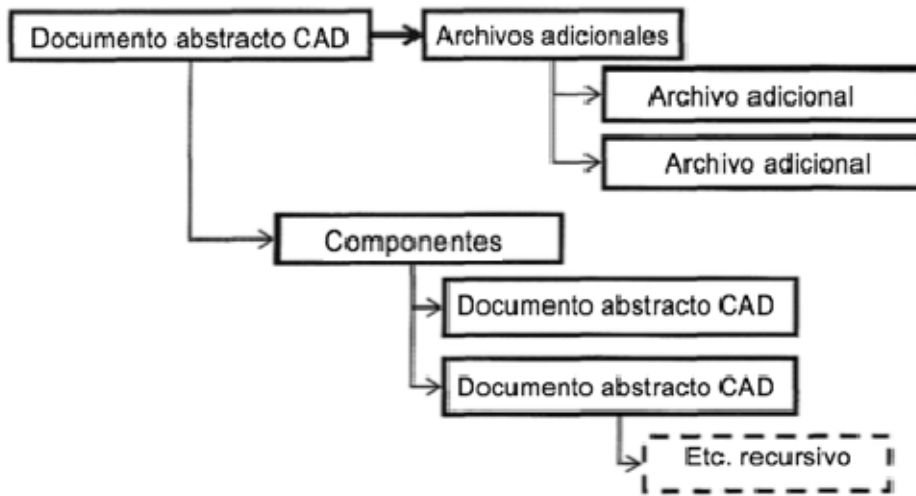 Documento abstracto CAD
Archivos adicionales
Archivo adicional
Archivo adicional
Componentes
Documento abstracto CAD
Documento abstracto CAD
Etc. recursivo